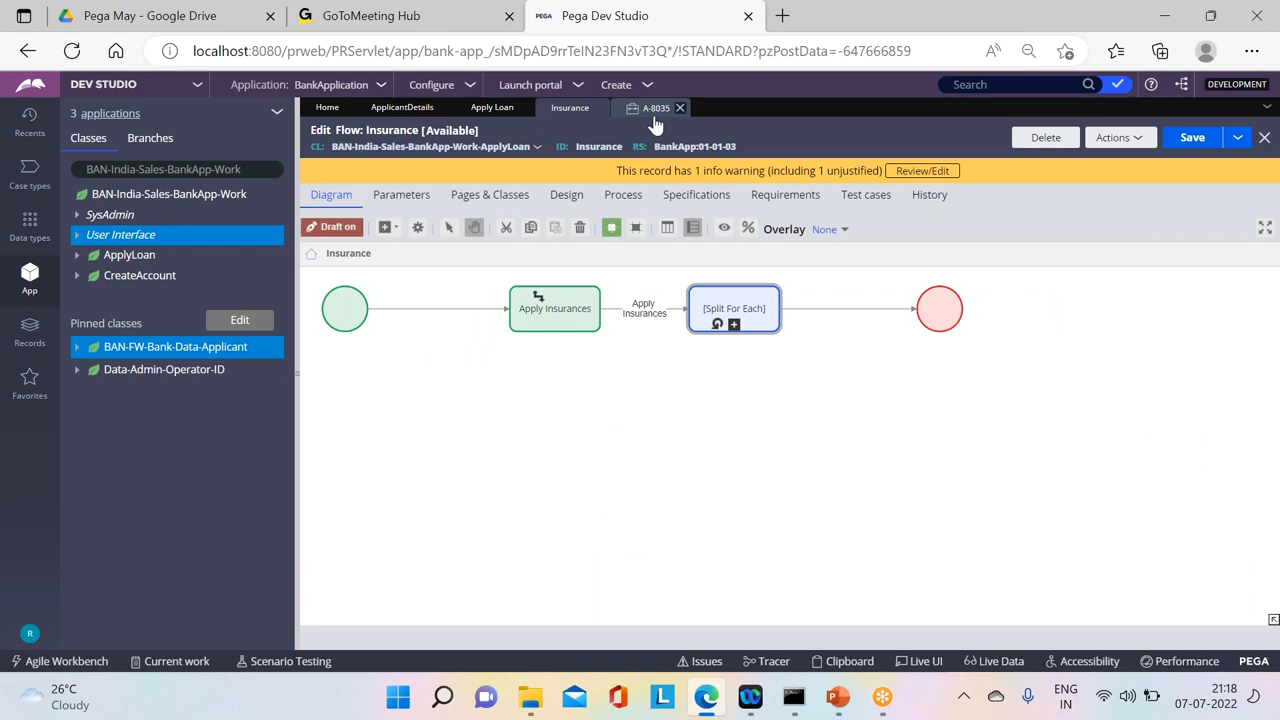 Pega May - Google Drive
GoToMeeting Hub
PEGA Pega Dev Studio
localhost:8080/prweb/PRServlet/app/bank-app_/sMDpAD9rrTeIN23FN3vT3Q*/!STANDARD?pzPostData=-647666859
DEV STUDIO
Application: BankApplication
Configure
Launch portal
Create
Search
DEVELOPMENT
3 applications
Home
ApplicantDetails
Apply Loan
Insurance
A-8035
Recents
Case types
Data types
App
Records
Favorites
R
Classes
Branches
BAN-India-Sales-BankApp-Work
BAN-India-Sales-BankApp-Work
SysAdmin
User Interface
ApplyLoan
CreateAccount
Pinned classes
Edit
BAN-FW-Bank-Data-Applicant
Data-Admin-Operator-ID
Edit Flow: Insurance [Available]
CL: BAN-India-Sales-BankApp-Work-ApplyLoan ID: Insurance RS: BankApp:01-01-03
Delete
Actions
Save
This record has 1 info warning (including 1 unjustified)
Review/Edit
Diagram
Parameters
Pages & Classes
Design
Process
Specifications
Requirements
Test cases
History
Draft on
Overlay None
Insurance
Apply Insurances
Apply
Insurances
[Split For Each]
Agile Workbench
Current work
Scenario Testing
Issues
Tracer
Clipboard
Live UI
Live Data
Accessibility
Performance
PEGA
26°C
Cloudy
L
ENG
IN
21:18
07-07-2022